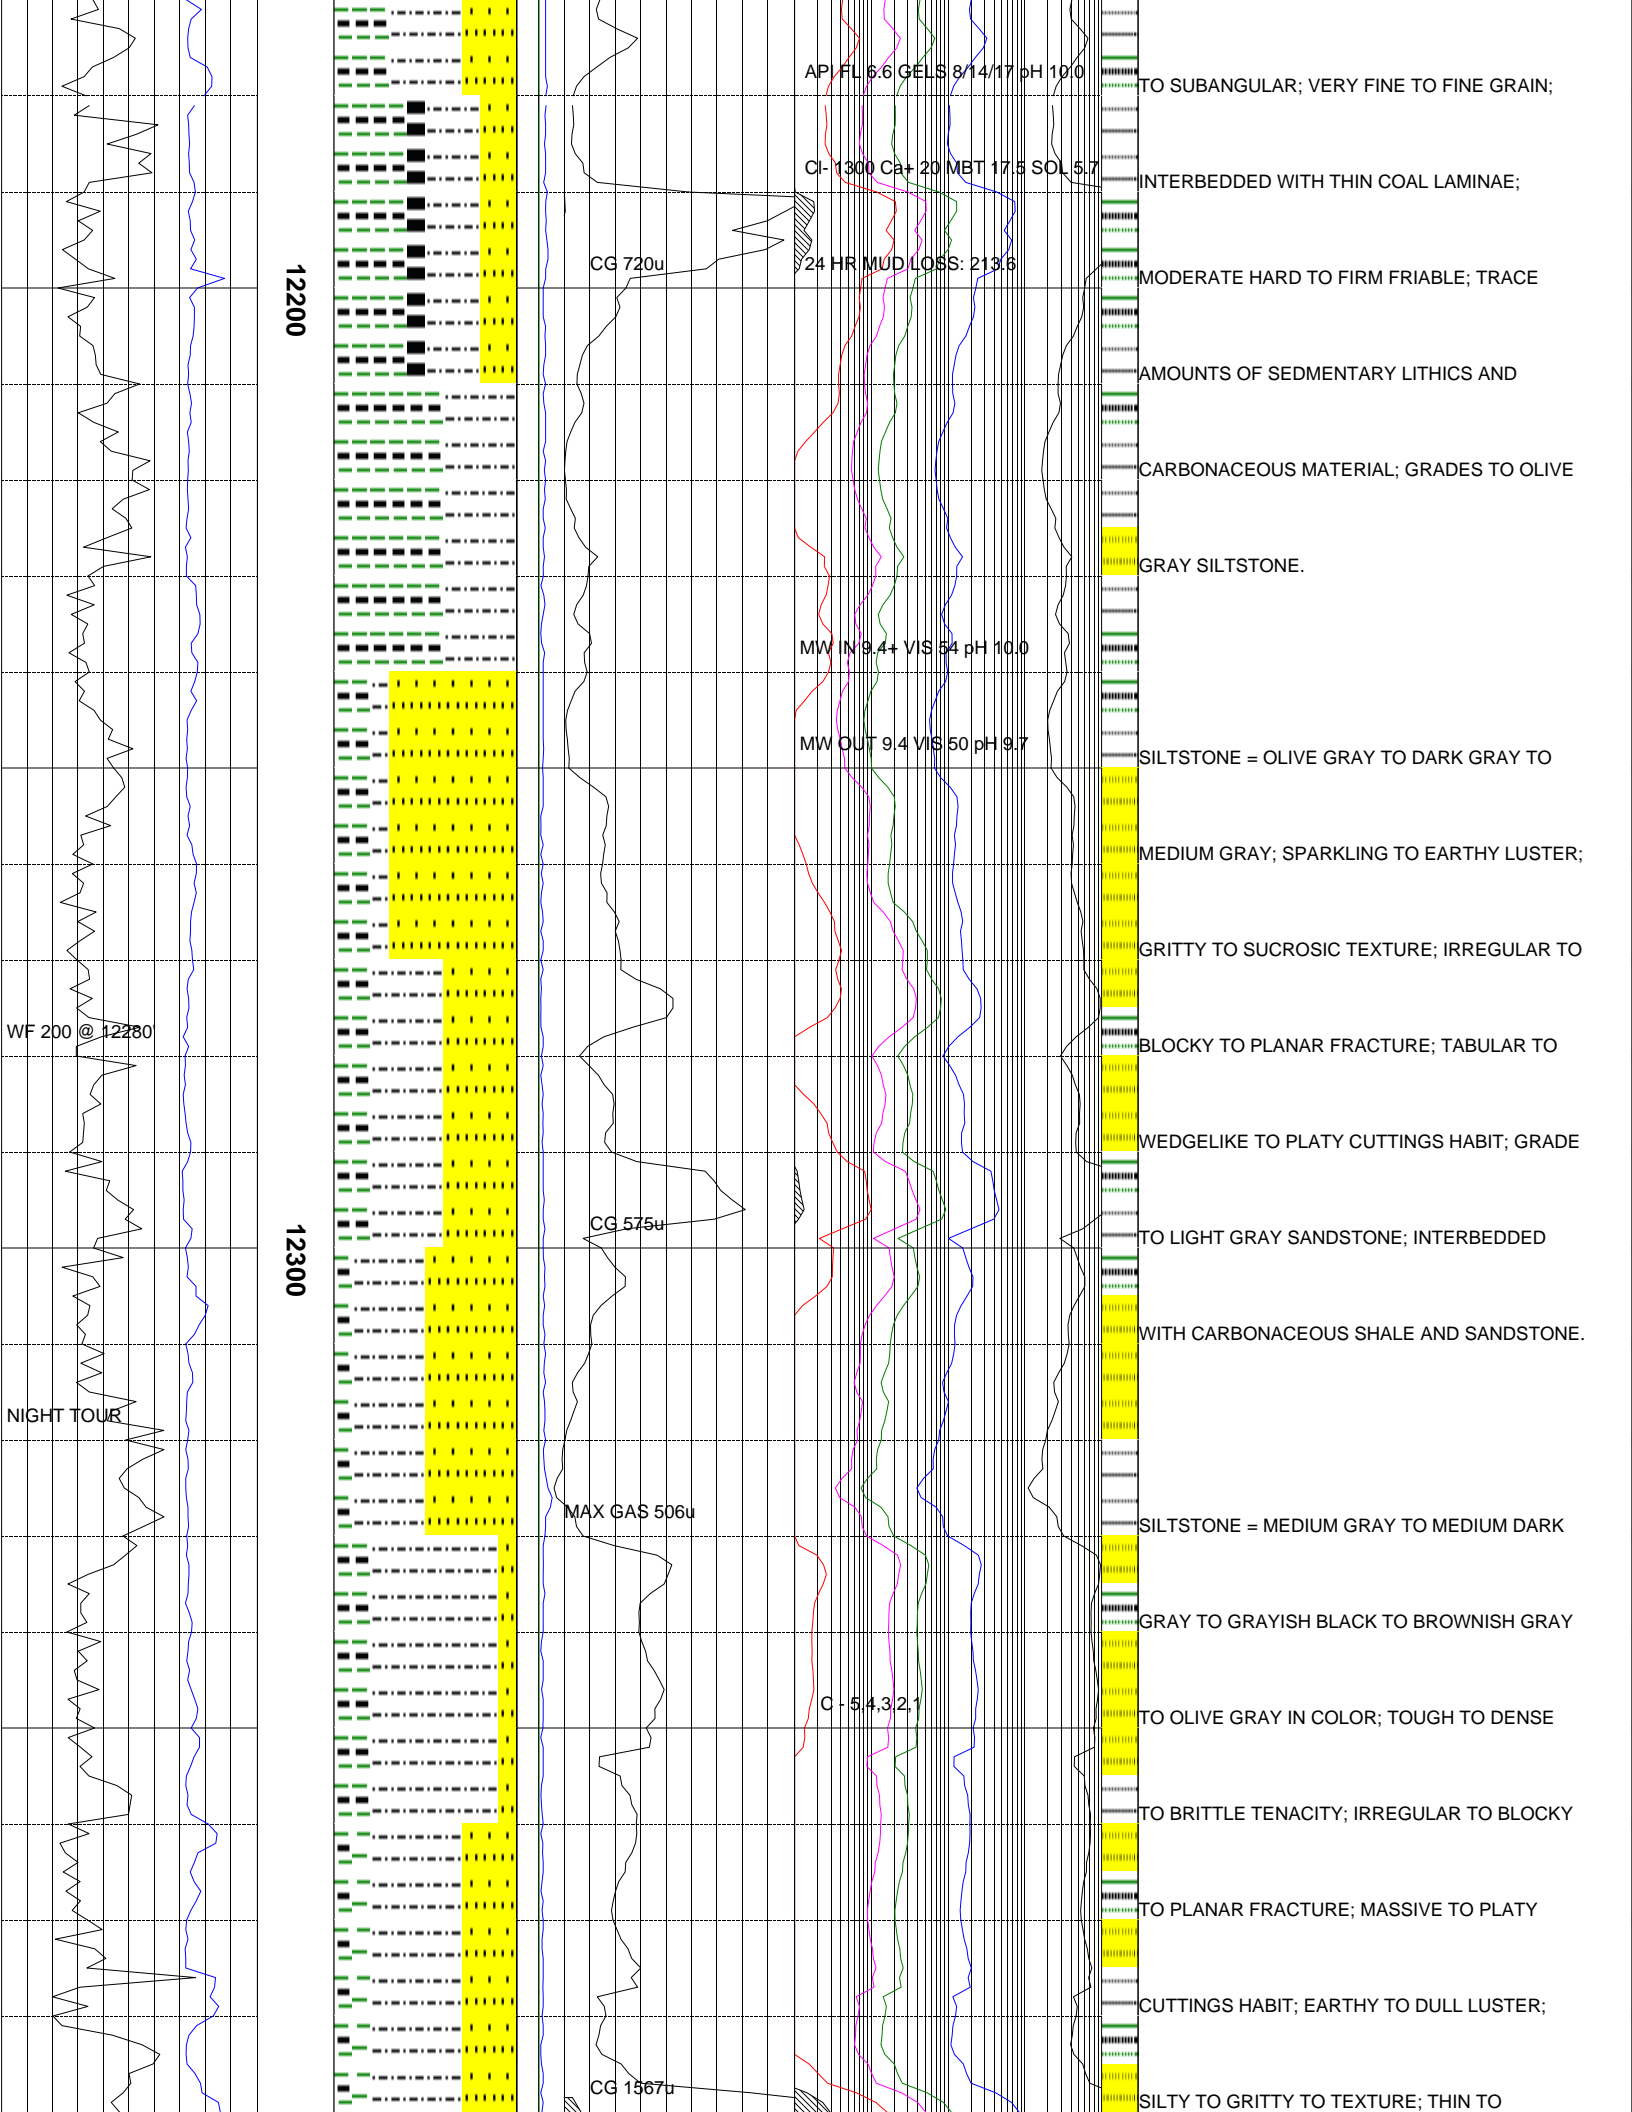 API FL 6.6 GELS 8/14/17 pH 10.0
TO SUBANGULAR; VERY FINE TO FINE GRAIN;
Cl- 1300 Ca+ 20 MBT 17.5 SOL 5.7
INTERBEDDED WITH THIN COAL LAMINAE;
12200
CG 720u
24 HR MUD LOSS: 213.6
MODERATE HARD TO FIRM FRIABLE; TRACE
AMOUNTS OF SEDMENTARY LITHICS AND
CARBONACEOUS MATERIAL; GRADES TO OLIVE
GRAY SILTSTONE.
MW IN 9.4+ VIS 54 pH 10.0
MW OUT 9.4 VIS 50 pH 9.7
SILTSTONE = OLIVE GRAY TO DARK GRAY TO
MEDIUM GRAY; SPARKLING TO EARTHY LUSTER;
GRITTY TO SUCROSIC TEXTURE; IRREGULAR TO
WF 200 @ 12280'
BLOCKY TO PLANAR FRACTURE; TABULAR TO
WEDGELIKE TO PLATY CUTTINGS HABIT; GRADE
12300
CG 575u
TO LIGHT GRAY SANDSTONE; INTERBEDDED
WITH CARBONACEOUS SHALE AND SANDSTONE.
NIGHT TOUR
MAX GAS 506u
SILTSTONE = MEDIUM GRAY TO MEDIUM DARK
GRAY TO GRAYISH BLACK TO BROWNISH GRAY
C - 5,4,3,2,1
TO OLIVE GRAY IN COLOR; TOUGH TO DENSE
TO BRITTLE TENACITY; IRREGULAR TO BLOCKY
TO PLANAR FRACTURE; MASSIVE TO PLATY
CUTTINGS HABIT; EARTHY TO DULL LUSTER;
CG 1567u
SILTY TO GRITTY TO TEXTURE; THIN TO